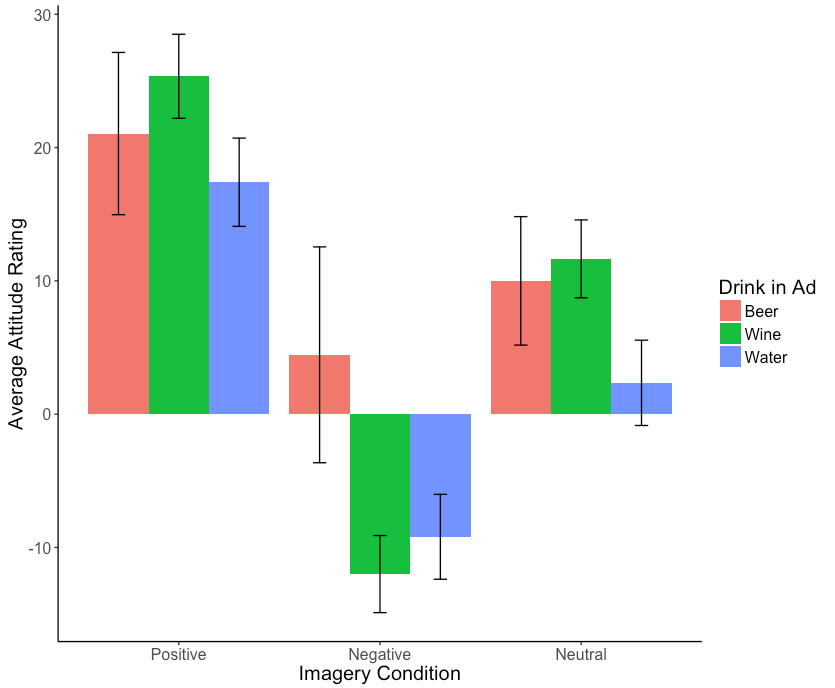 30
20
10
0
-10
Average Attitude Rating
Positive Negative Neutral
Imagery Condition
Drink in Ad
Beer
Wine
Water